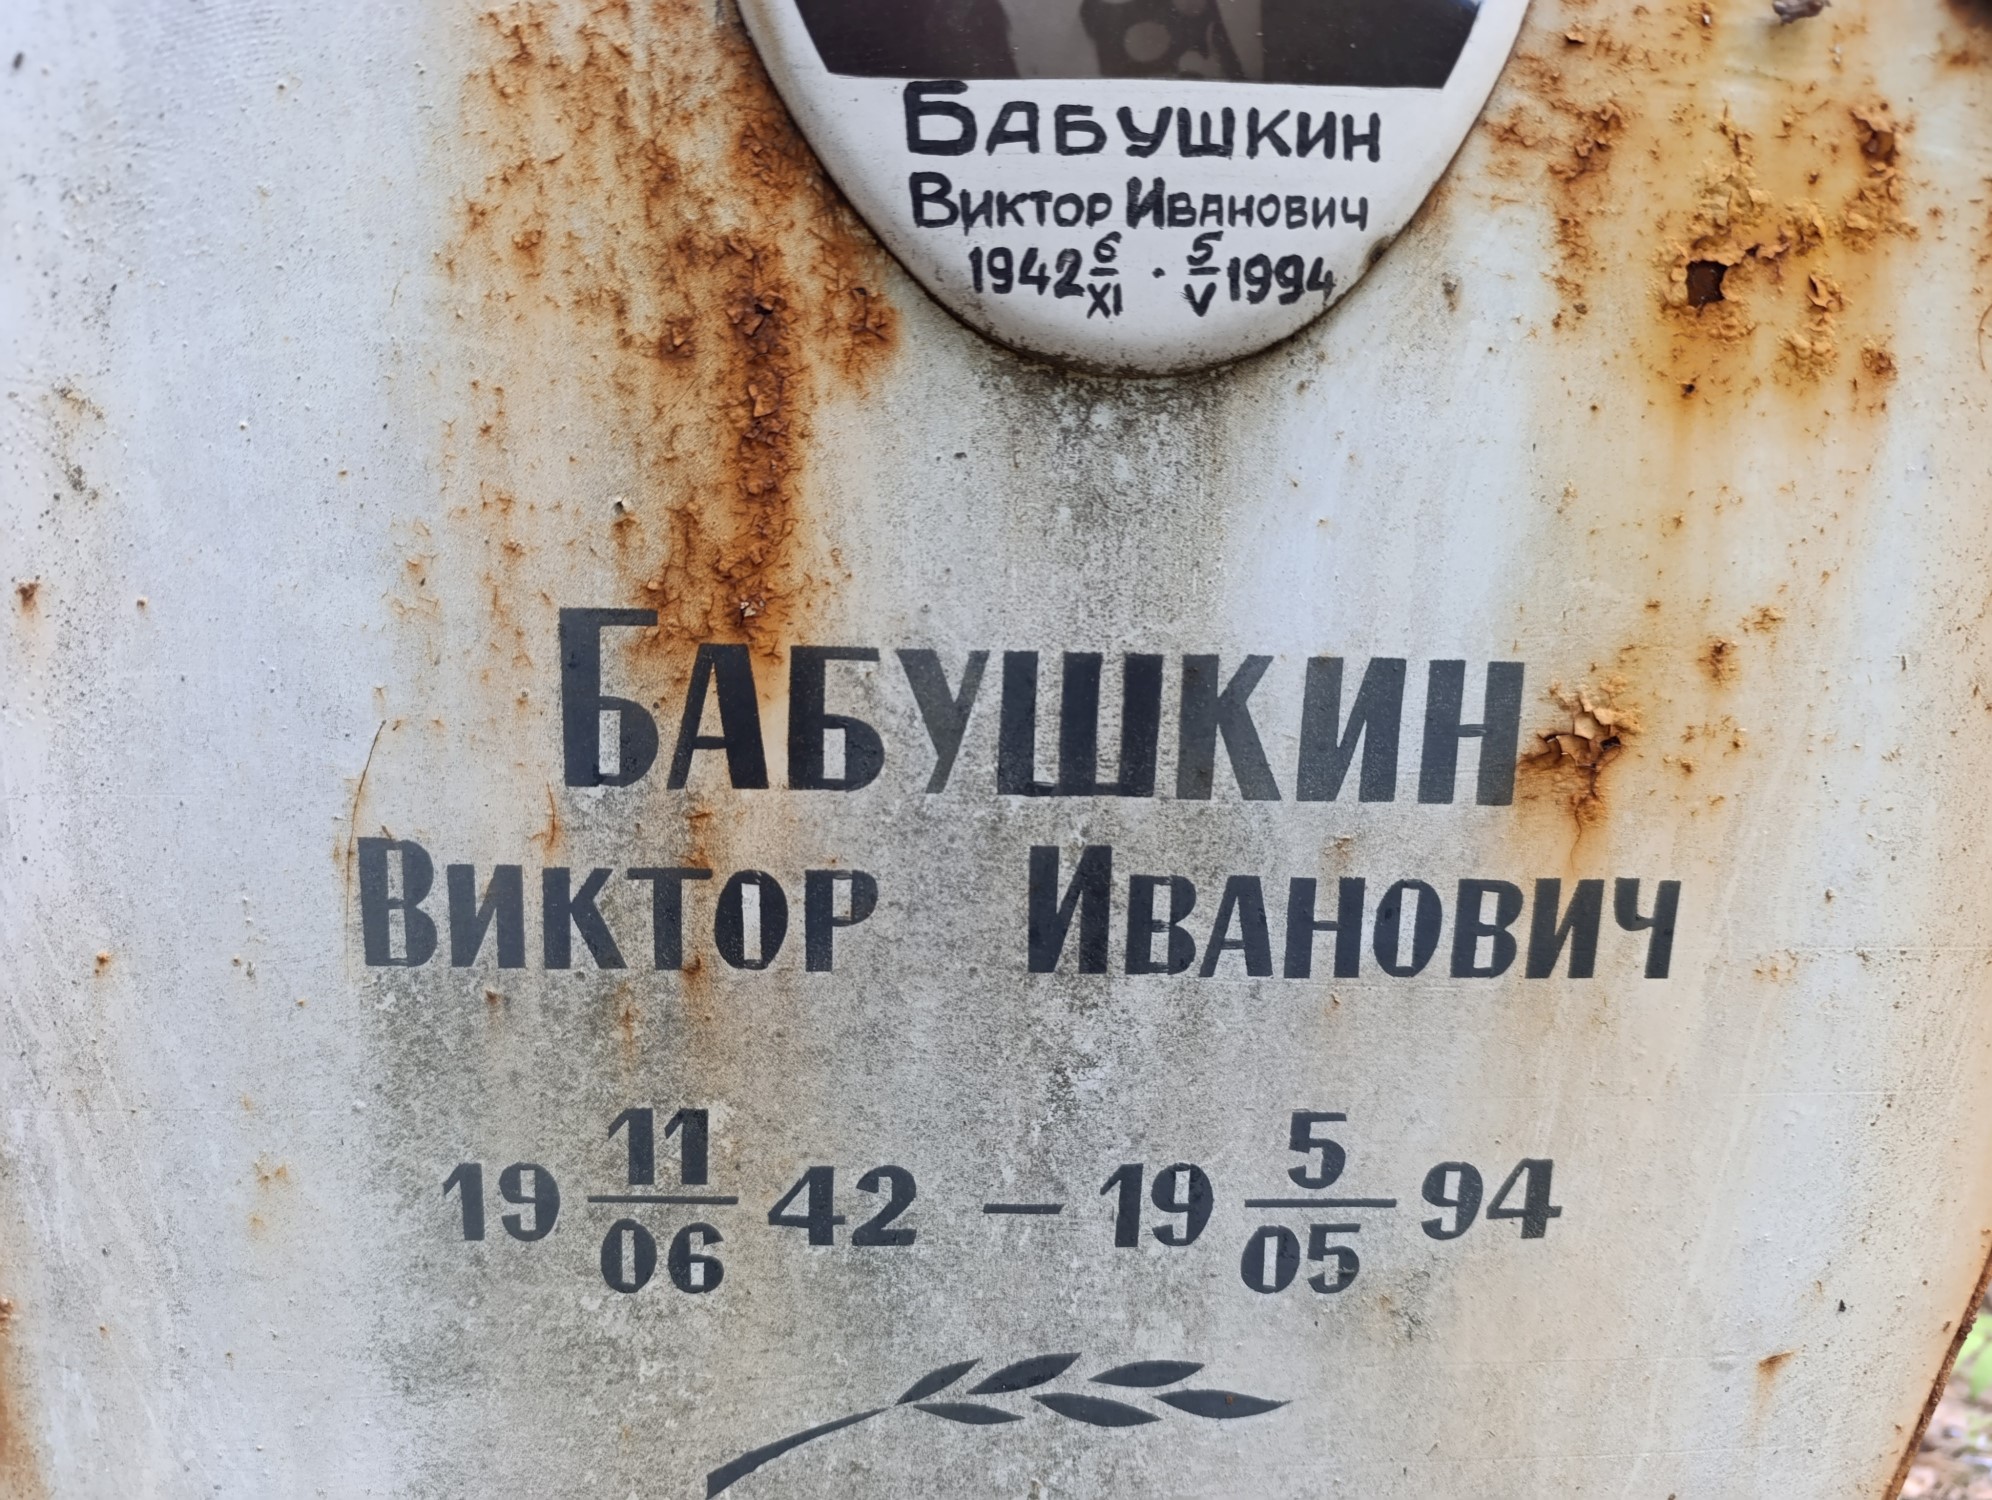 Бабушкин
Виктор Иванович
1942 6/XI · 5/V 1994
Бабушкин
Виктор Иванович
19 11/06 42 – 19 5/05 94